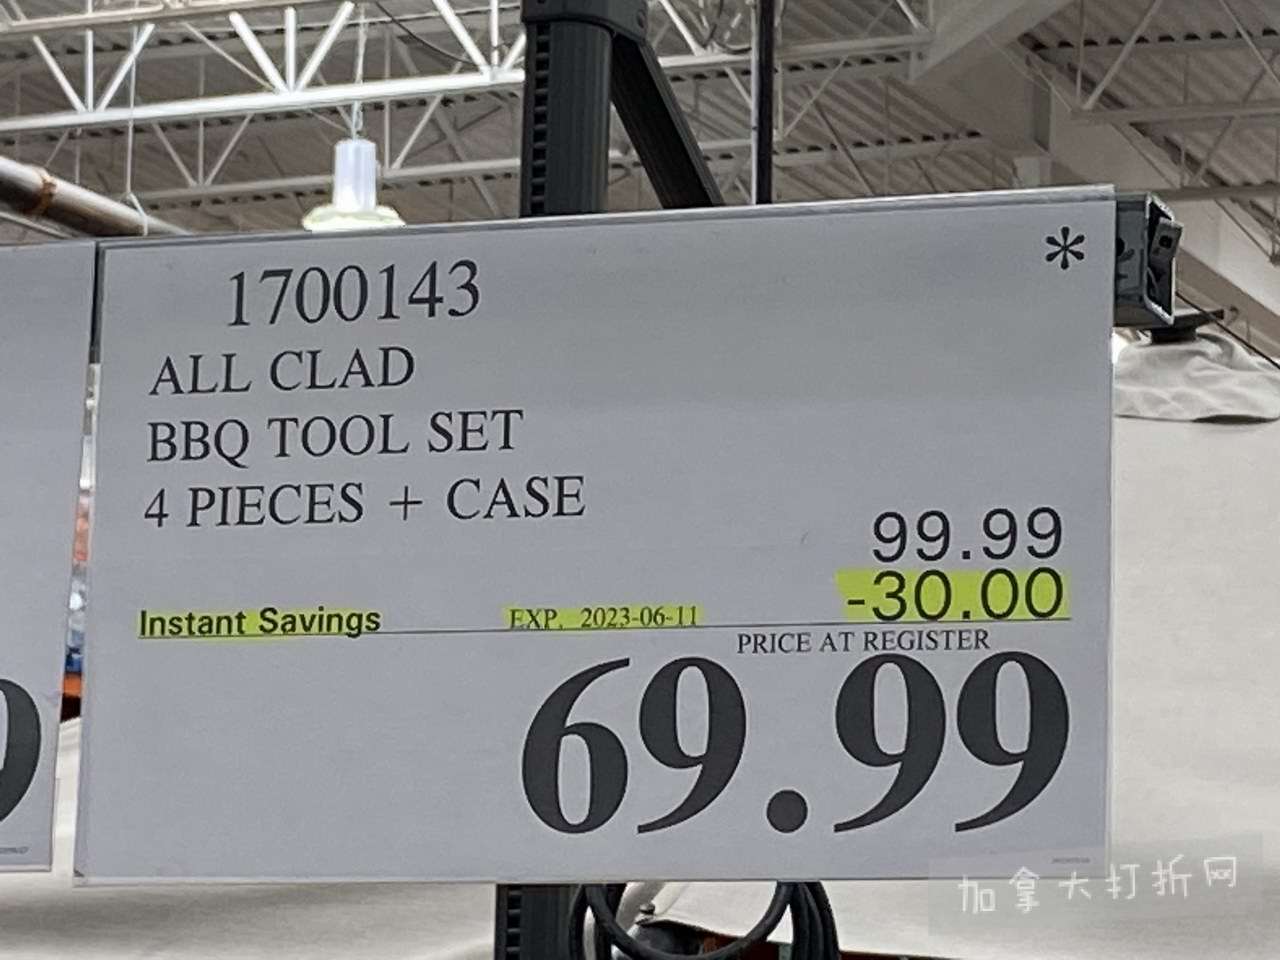 1700143
*
ALL CLAD
BBQ TOOL SET
4 PIECES + CASE
99.99
-30.00
Instant Savings EXP. 2023-06-11
PRICE AT REGISTER
69.99
9
加拿大打折网